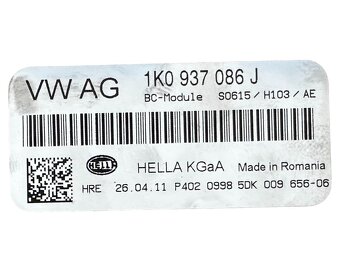 VW AG 1K0 937 086 J
BC-Module S0615 / H103 / AE
HELLA HELLA KGaA Made in Romania
HRE 26.04.11 P402 0998 5DK 009 656-06